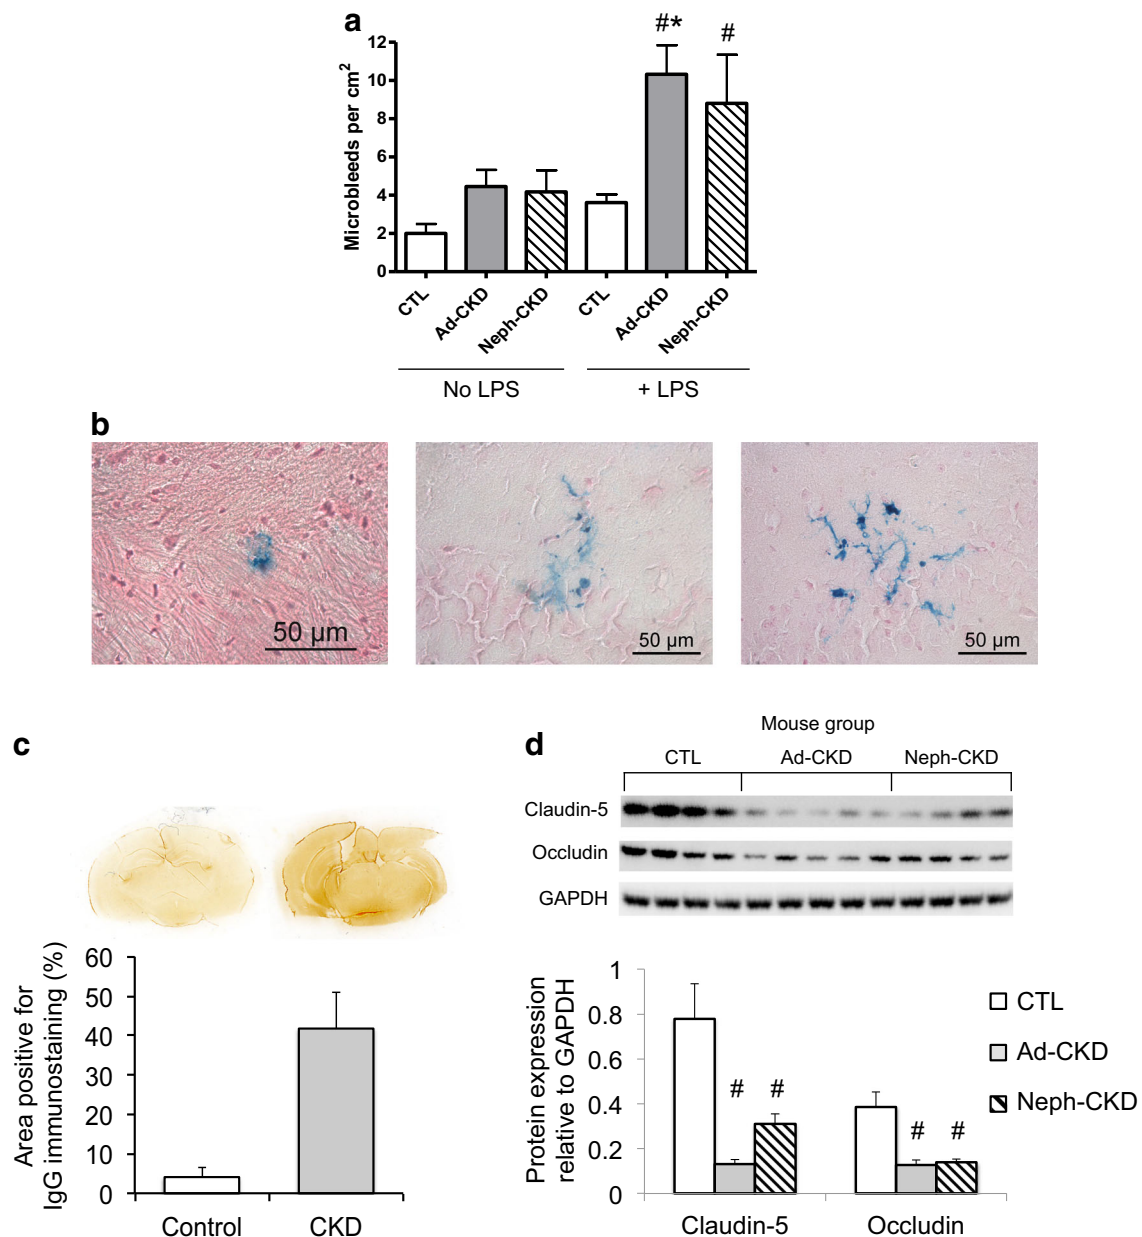 a
#* #
Microbleeds per cm2
12
10
8
6
4
2
0
CTL Ad-CKD Neph-CKD CTL Ad-CKD Neph-CKD
No LPS + LPS
b
50 µm 50 µm 50 µm
c
60
50
40
30
20
10
0
Area positive for
IgG immunostaining (%)
Control CKD
d
Mouse group
CTL Ad-CKD Neph-CKD
Claudin-5
Occludin
GAPDH
Protein expression
relative to GAPDH
1
0.8
0.6
0.4
0.2
0
# # # #
Claudin-5 Occludin
CTL
Ad-CKD
Neph-CKD